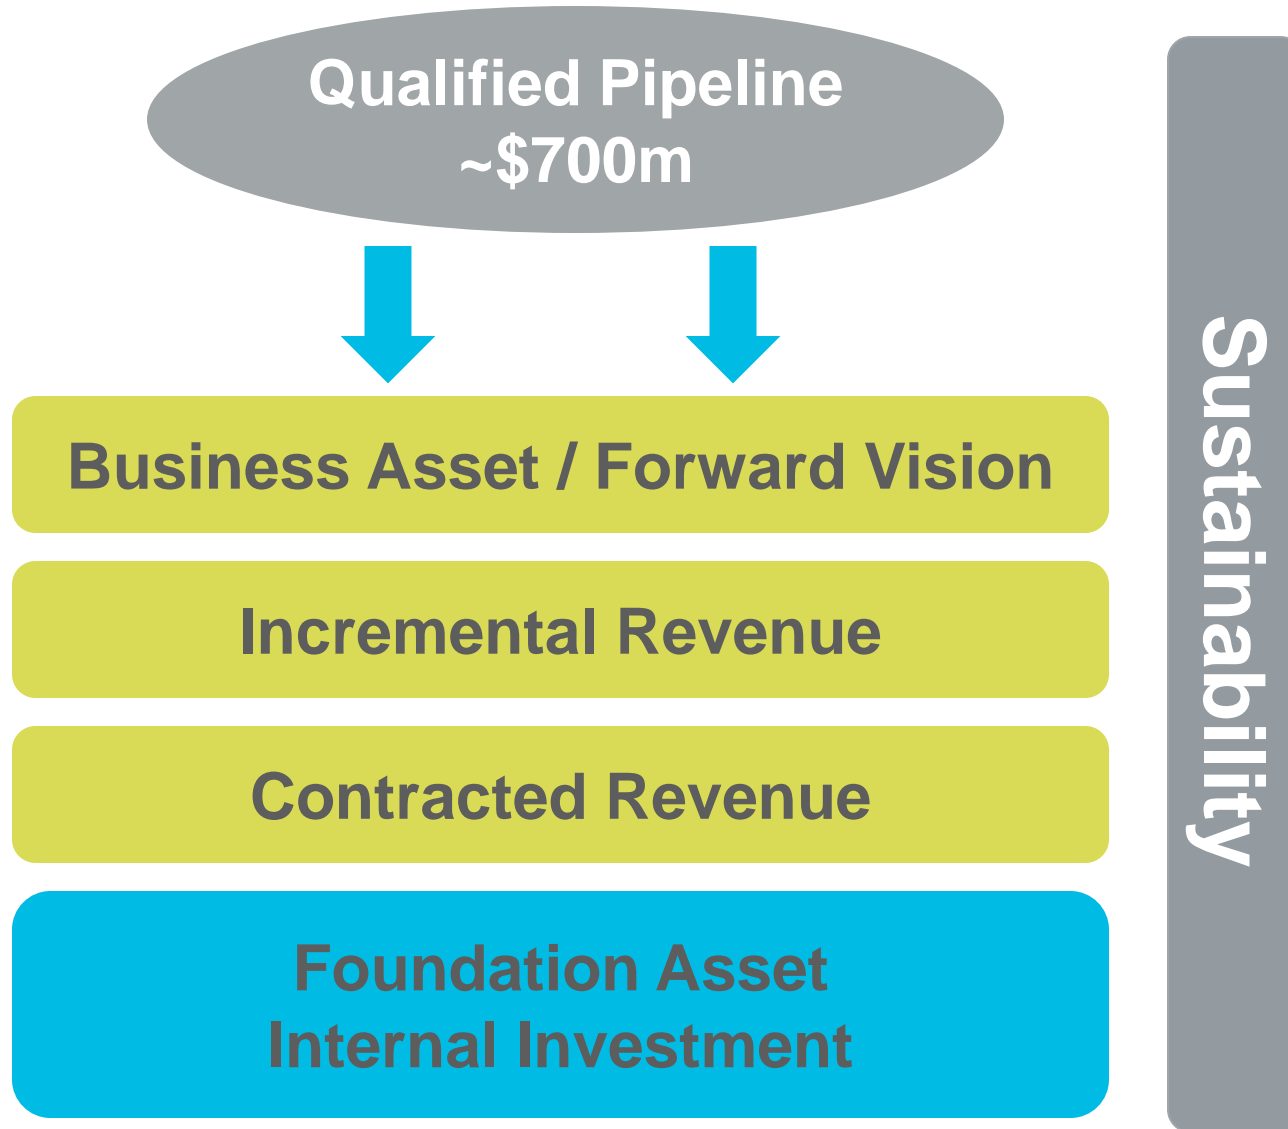 Qualified Pipeline
~$700m
Business Asset / Forward Vision
Incremental Revenue
Contracted Revenue
Foundation Asset
Internal Investment
Sustainability